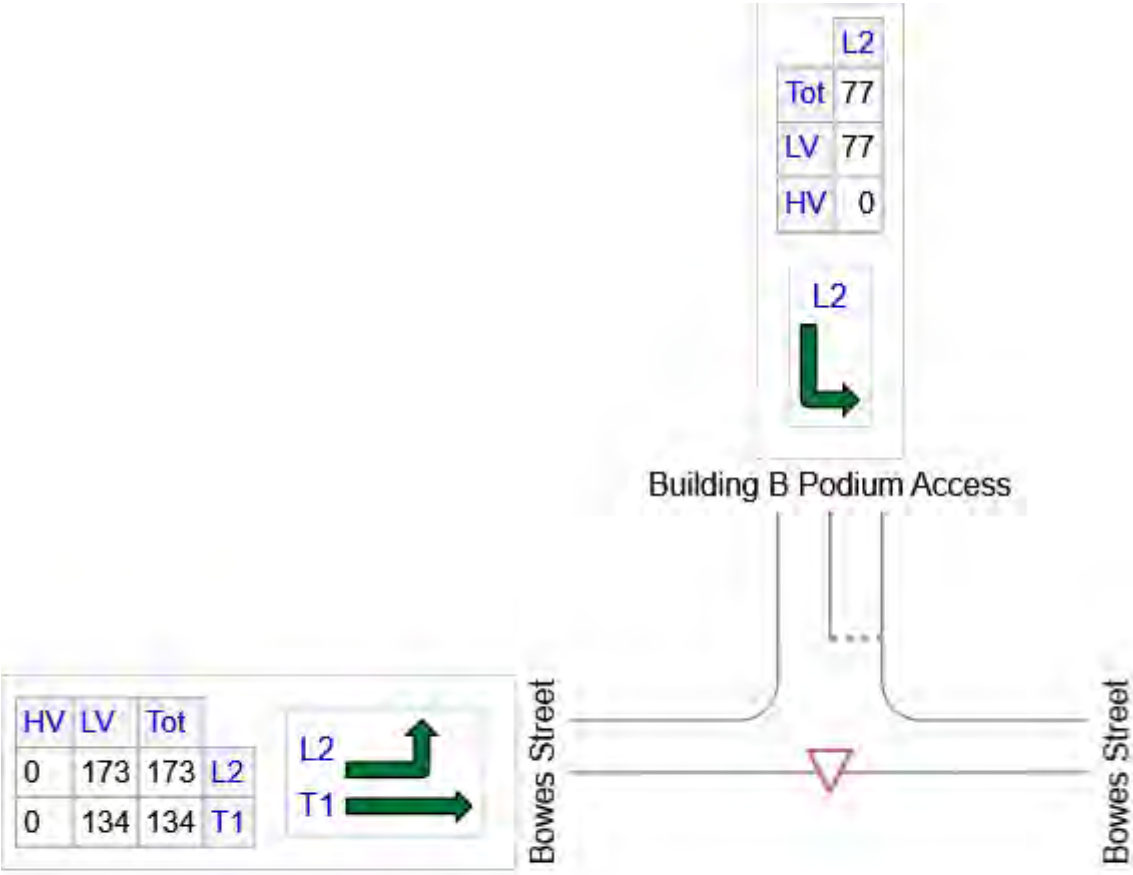 L2
Tot 77
LV 77
HV 0
L2
Building B Podium Access
HV LV Tot
0 173 173 L2
0 134 134 T1
L2
T1
Bowes Street
Bowes Street